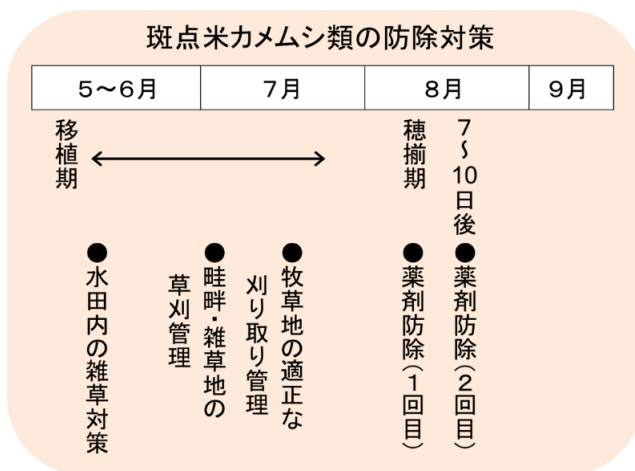 斑点米カメムシ類の防除対策
5～6月
7月
8月
9月
移植期
穂揃期
7～10日後
●水田内の雑草対策
●畦畔・雑草地の
草刈管理
●牧草地の適正な
刈り取り管理
●薬剤防除(1回目)
●薬剤防除(2回目)